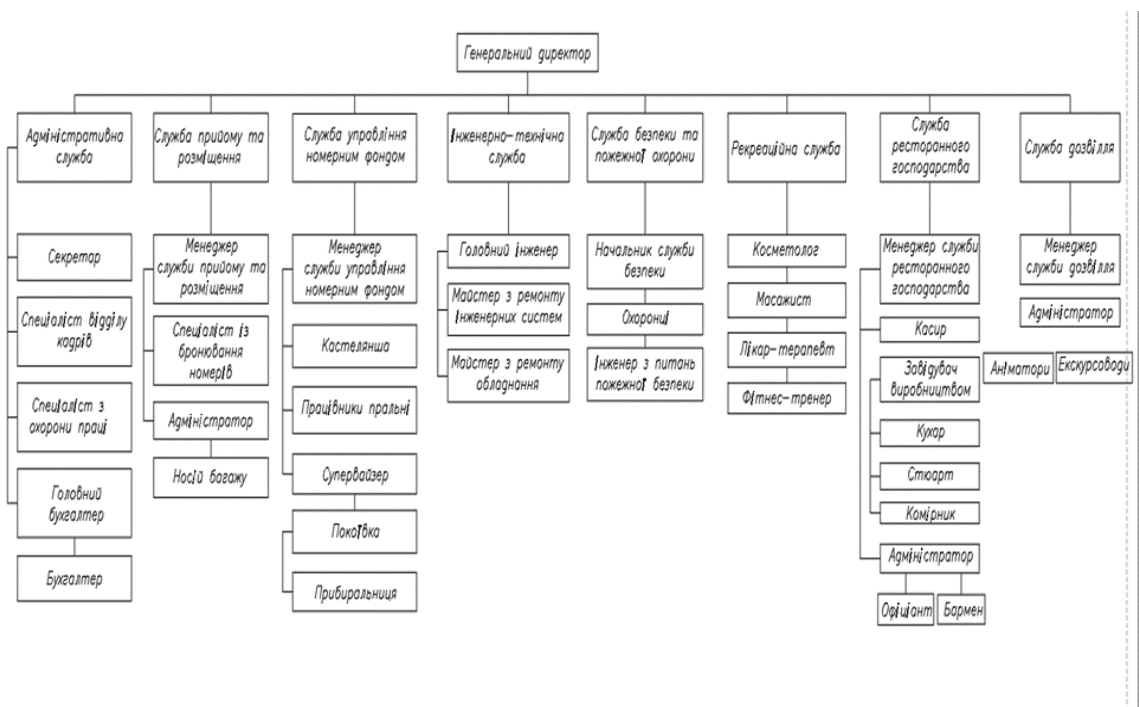 Генеральний директор
Адміністративна
служба
Служба прийому та
розміщення
Служба управління
номерним фондом
Інженерно-технічна
служба
Служба безпеки та
пожежної охорони
Рекреаційна служба
Служба
ресторанного
господарства
Служба дозвілля
Секретар
Спеціаліст відділу
кадрів
Спеціаліст з
охорони праці
Головний
бухгалтер
Бухгалтер
Менеджер
служби прийому та
розміщення
Спеціаліст із
бронювання
номерів
Адміністратор
Носій багажу
Менеджер
служби управління
номерним фондом
Кастелянша
Працівники пральні
Супервайзер
Покоївка
Прибиральниця
Головний інженер
Майстер з ремонту
інженерних систем
Майстер з ремонту
обладнання
Начальник служби
безпеки
Охоронці
Інженер з питань
пожежної безпеки
Косметолог
Масажист
Лікар-терапевт
Фітнес-тренер
Менеджер служби
ресторанного
господарства
Касир
Завідувач
виробництвом
Кухар
Стюарт
Комірник
Адміністратор
Офіціант
Бармен
Менеджер
служби дозвілля
Адміністратор
Аніматори
Екскурсоводи